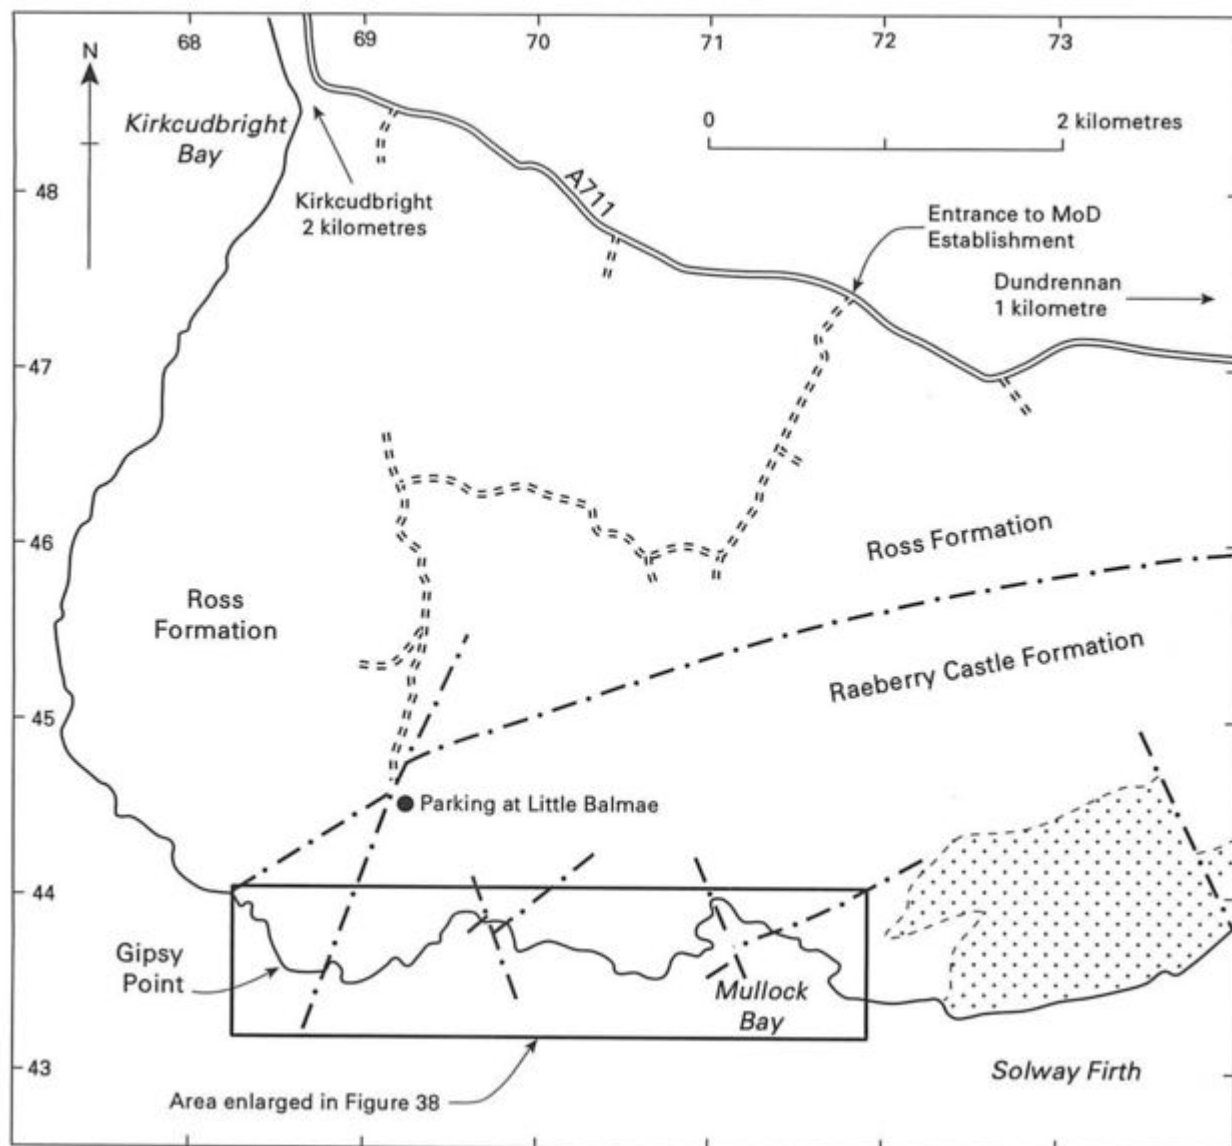 68 69 70 71 72 73
N
Kirkcudbright
Bay
0 2 kilometres
48
Kirkcudbright
2 kilometres
A711
Entrance to MoD
Establishment
Dundrennan
1 kilometre
47
46
Ross Formation
Ross
Formation
Raeberry Castle Formation
45
Parking at Little Balmae
44
Gipsy
Point
Mullock
Bay
43
Solway Firth
Area enlarged in Figure 38